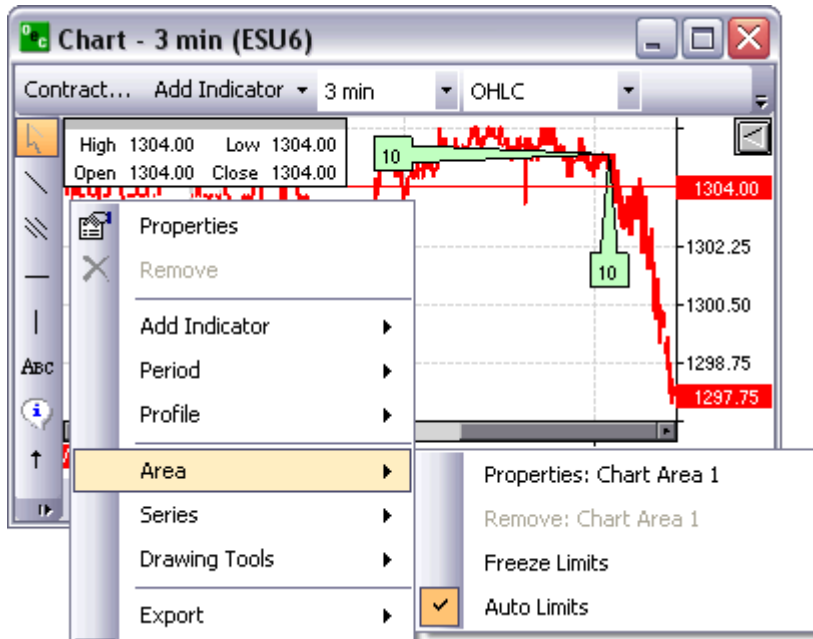 Oec Chart - 3 min (ESU6)
Contract... Add Indicator 3 min OHLC
High 1304.00 Low 1304.00
Open 1304.00 Close 1304.00
10
1304.00
1302.25
10
1300.50
1298.75
1297.75
ABC
Properties
Remove
Add Indicator
Period
Profile
Area
Series
Drawing Tools
Export
Properties: Chart Area 1
Remove: Chart Area 1
Freeze Limits
Auto Limits